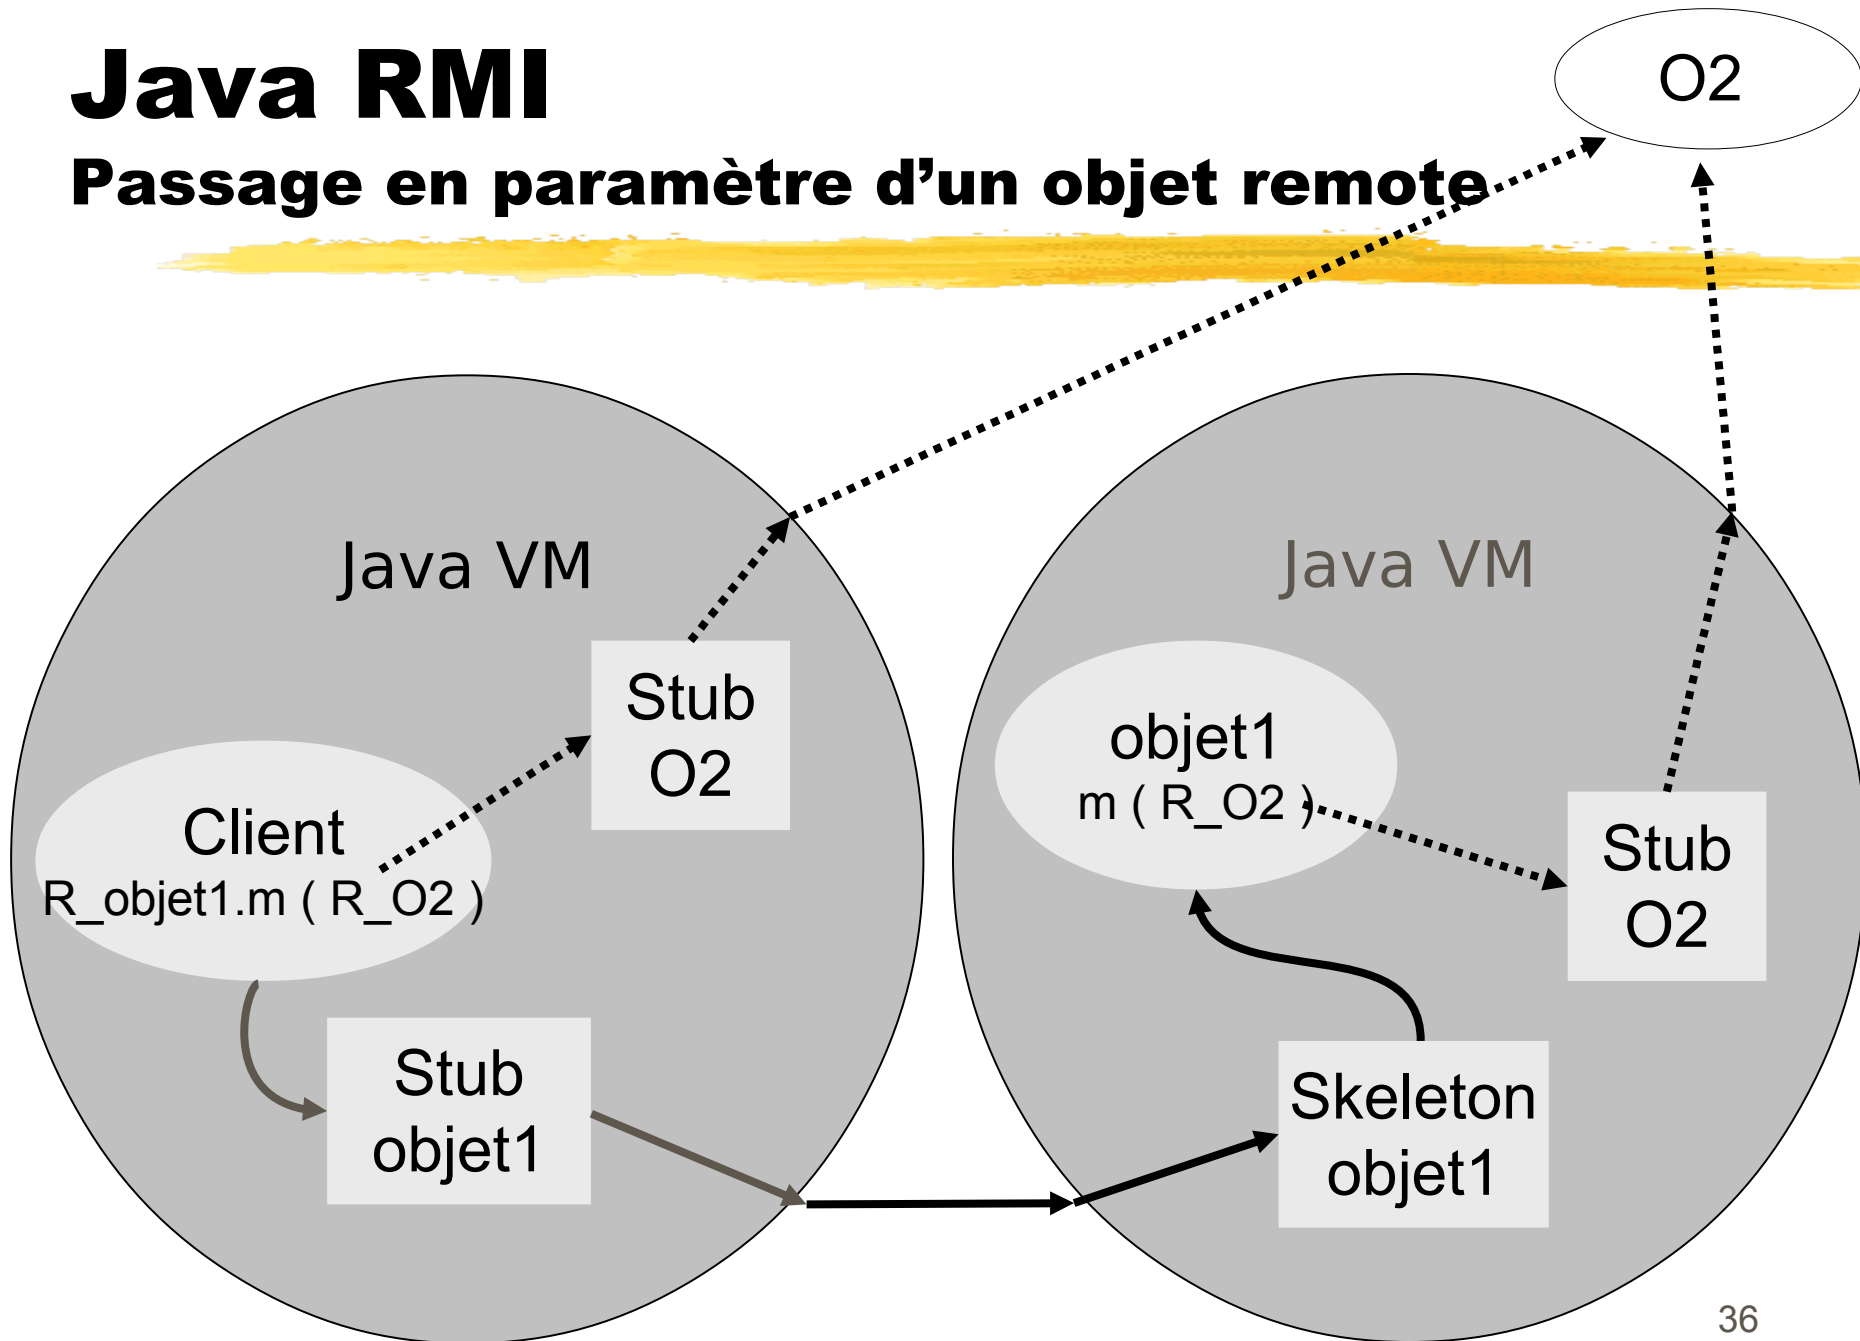 Java RMI
O2
Passage en paramètre d’un objet remote
Java VM
Java VM
Stub
O2
objet1
m ( R_O2 )
Client
R_objet1.m ( R_O2 )
Stub
O2
Stub
objet1
Skeleton
objet1
36